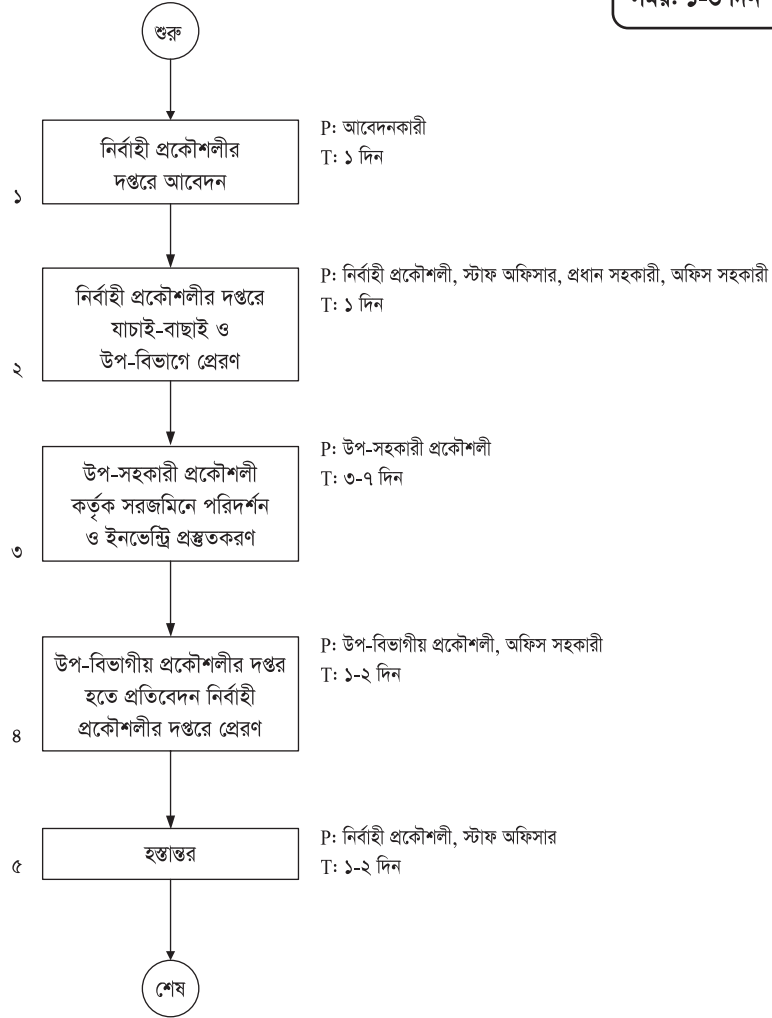 শুরু
নির্বাহী প্রকৌশলীর
দপ্তরে আবেদন
১
P: আবেদনকারী
T: ১ দিন
নির্বাহী প্রকৌশলীর দপ্তরে
যাচাই-বাছাই ও
উপ-বিভাগে প্রেরণ
২
P: নির্বাহী প্রকৌশলী, স্টাফ অফিসার, প্রধান সহকারী, অফিস সহকারী
T: ১ দিন
উপ-সহকারী প্রকৌশলী
কর্তৃক সরজমিনে পরিদর্শন
ও ইনভেন্ট্রি প্রস্তুতকরণ
৩
P: উপ-সহকারী প্রকৌশলী
T: ৩-৭ দিন
উপ-বিভাগীয় প্রকৌশলীর দপ্তর
হতে প্রতিবেদন নির্বাহী
প্রকৌশলীর দপ্তরে প্রেরণ
৪
P: উপ-বিভাগীয় প্রকৌশলী, অফিস সহকারী
T: ১-২ দিন
হস্তান্তর
৫
P: নির্বাহী প্রকৌশলী, স্টাফ অফিসার
T: ১-২ দিন
শেষ